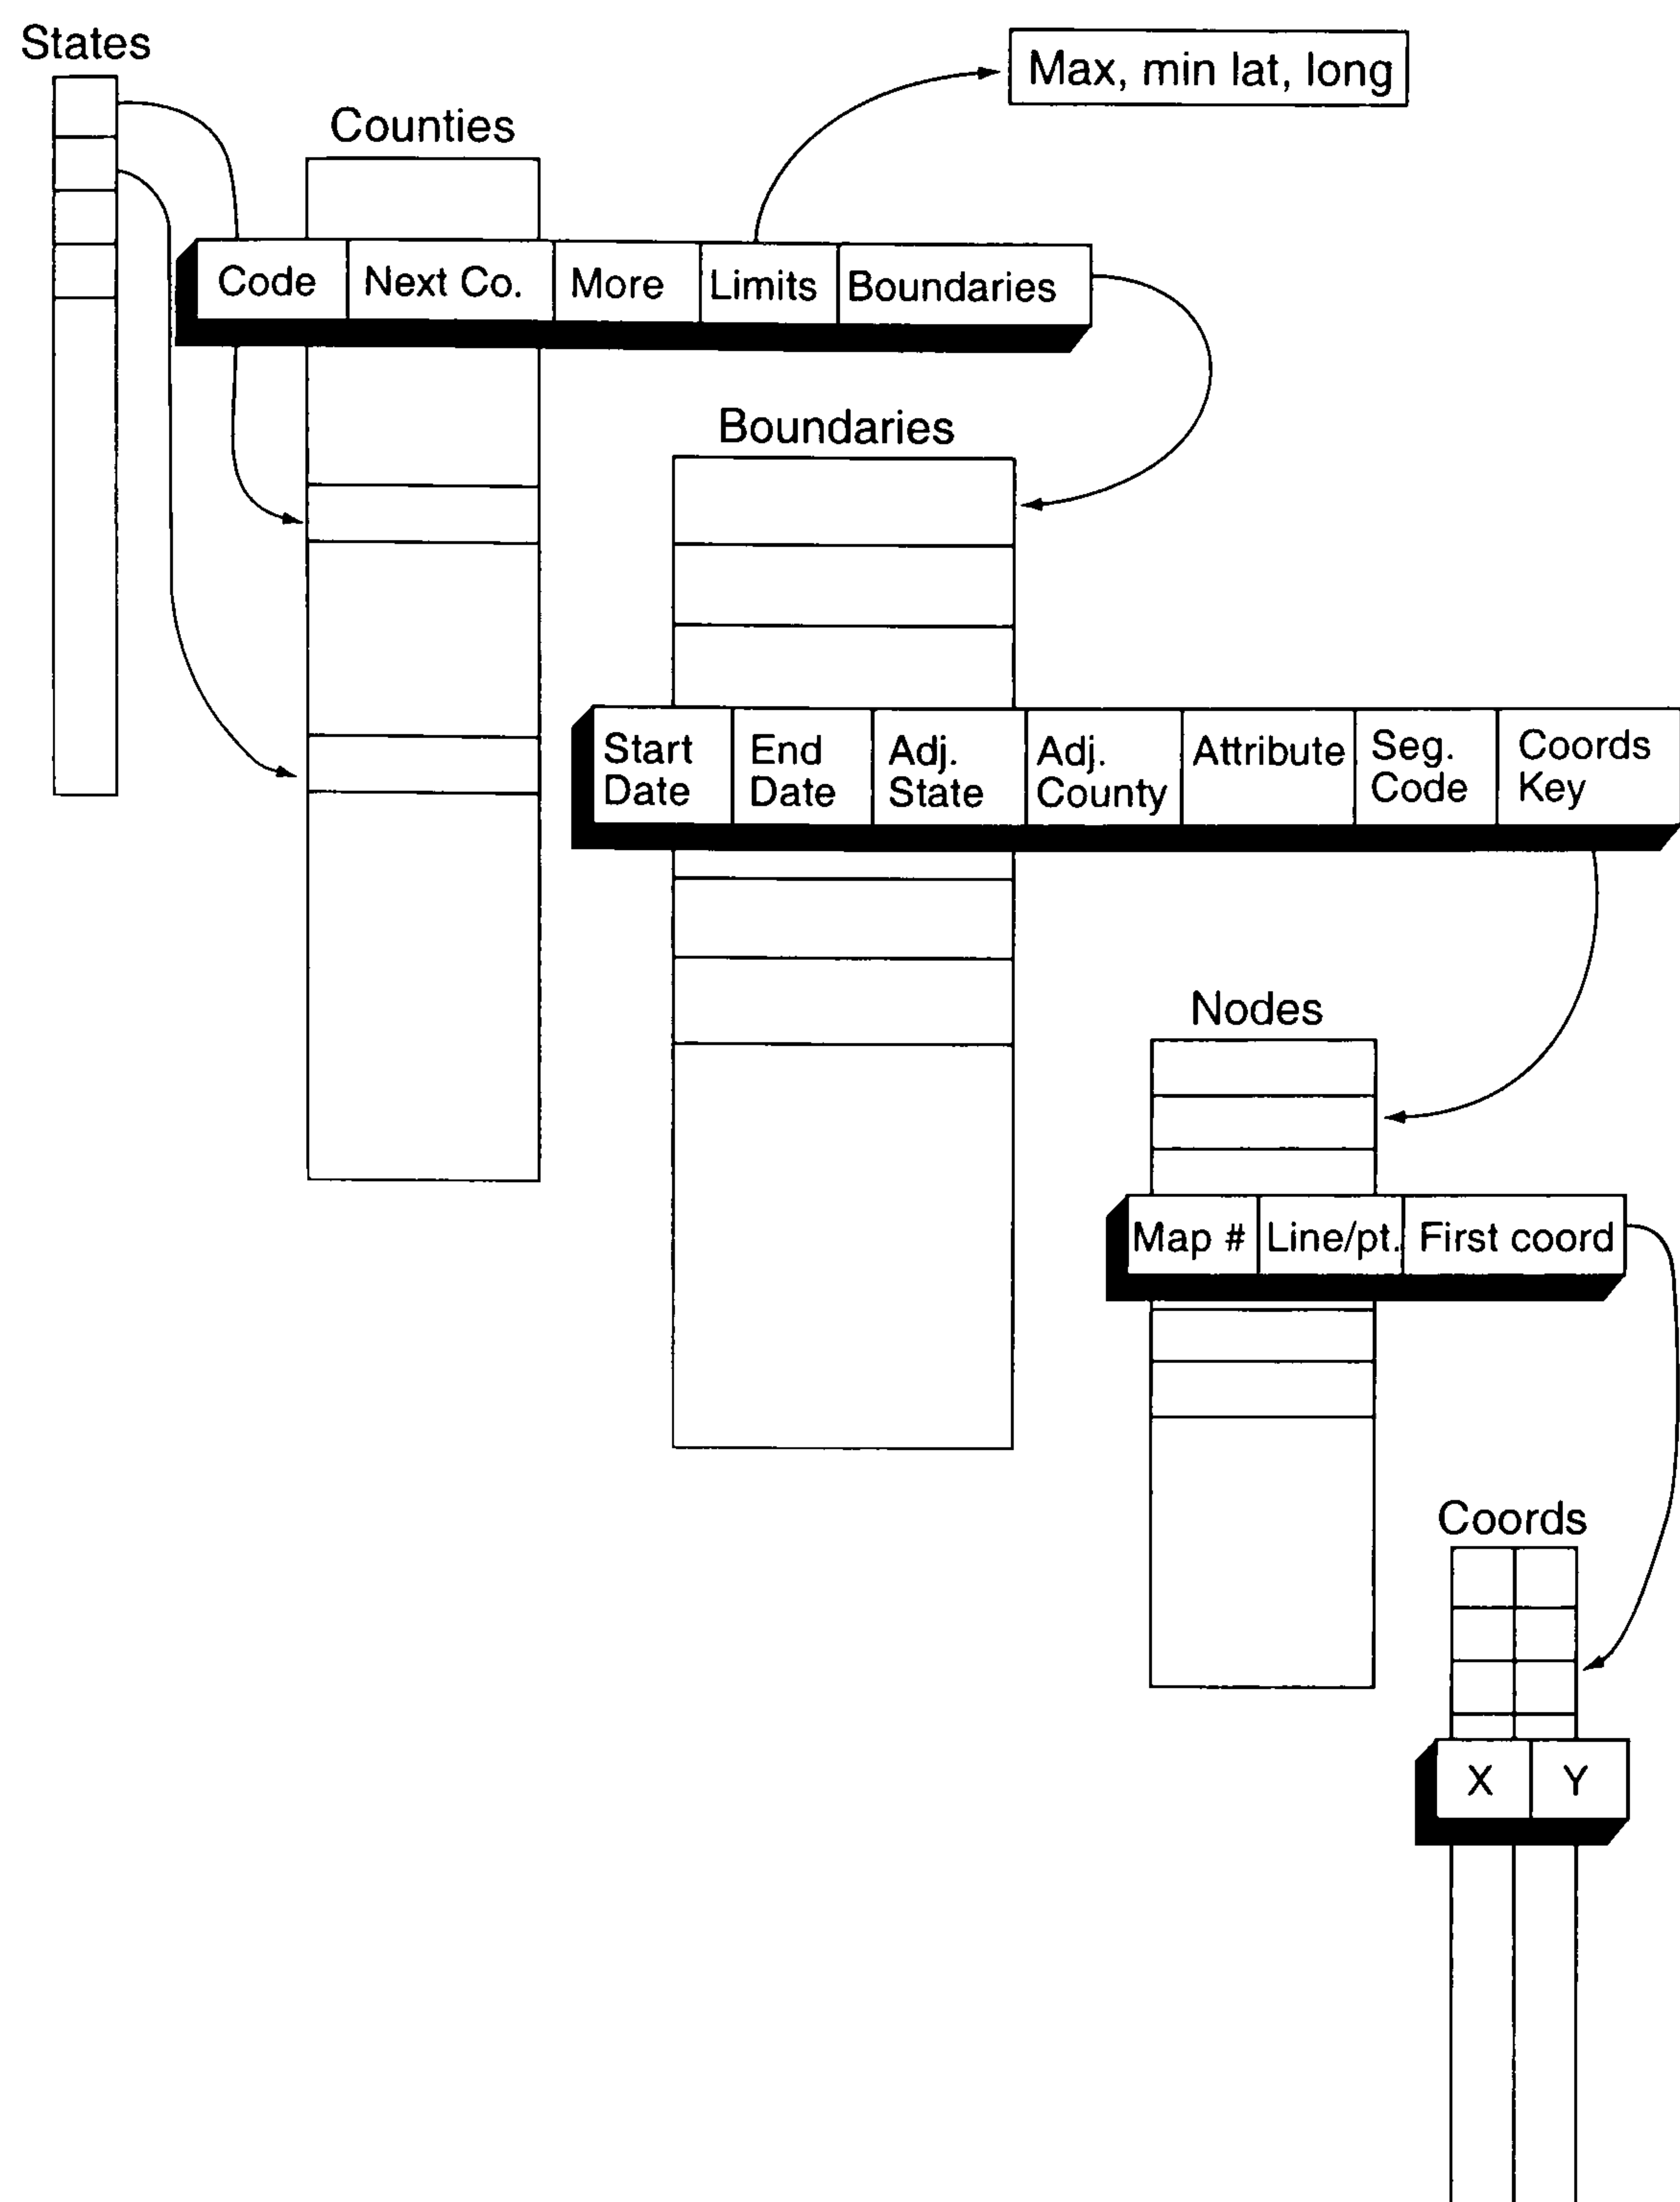 States
Max, min lat, long
Counties
Code Next Co. More Limits Boundaries
Boundaries
Start Date End Date Adj. State Adj. County Attribute Seg. Code Coords Key
Nodes
Map # Line/pt. First coord
Coords
X Y